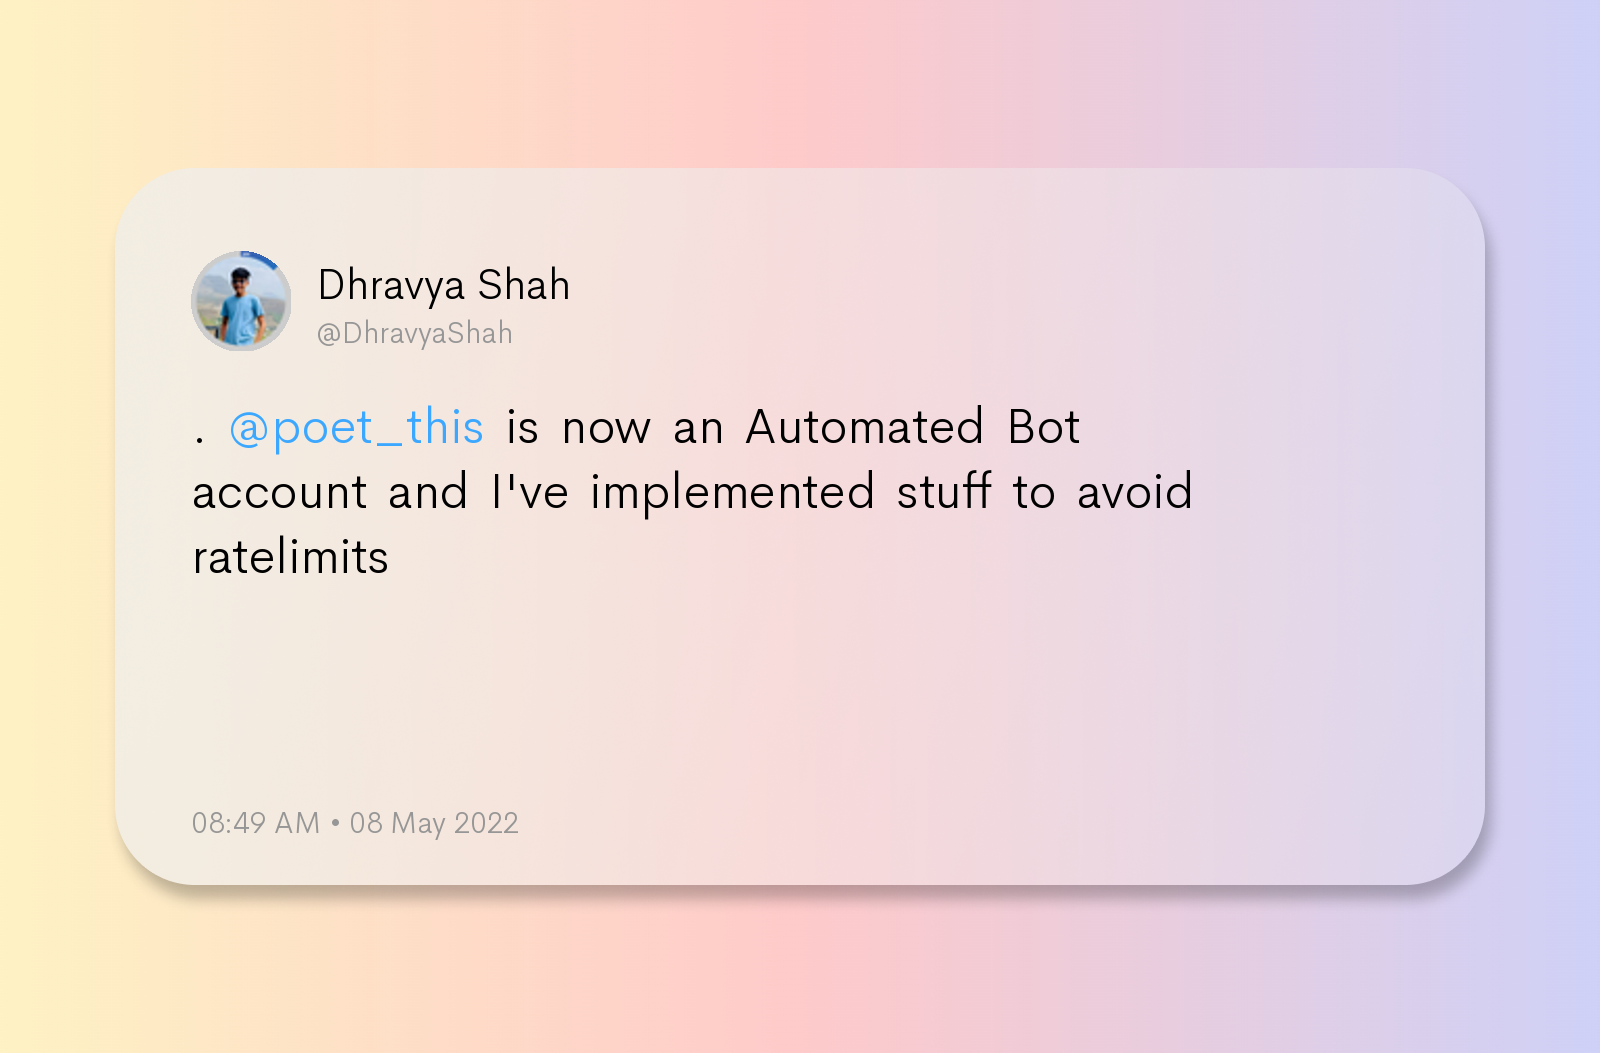 Dhravya Shah
@DhravyaShah
. @poet_this is now an Automated Bot
account and I've implemented stuff to avoid
ratelimits
08:49 AM • 08 May 2022